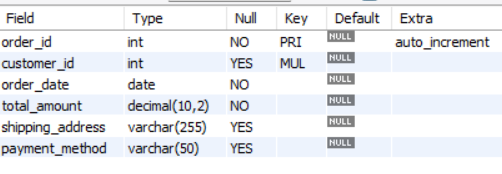 Field Type Null Key Default Extra
order_id int NO PRI NULL auto_increment
customer_id int YES MUL NULL
order_date date NO NULL
total_amount decimal(10,2) NO NULL
shipping_address varchar(255) YES NULL
payment_method varchar(50) YES NULL